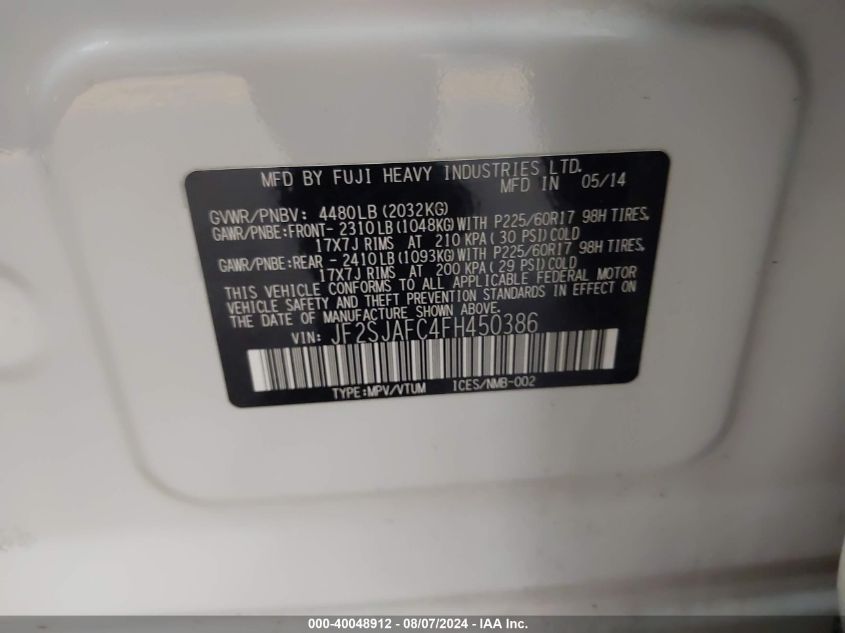 MFD BY FUJI HEAVY INDUSTRIES LTD.
MFD IN 05/14
GVWR/PNBV: 4480LB(2032KG)
GAWR/PNBE:FRONT- 2310LB(1048KG)WITH P225/60R17 98H TIRES,
17X7J RIMS AT 210 KPA( 30 PSI)COLD
GAWR/PNBE:REAR - 2410LB(1093KG)WITH P225/60R17 98H TIRES,
17X7J RIMS AT 200 KPA( 29 PSI)COLD
THIS VEHICLE CONFORMS TO ALL APPLICABLE FEDERAL MOTOR
VEHICLE SAFETY AND THEFT PREVENTION STANDARDS IN EFFECT ON
THE DATE OF MANUFACTURE SHOWN ABOVE.
VIN: JF2SJAFC4FH450386
TYPE:MPV/VTUM ICES/NMB-002
000-40048912 - 08/07/2024 - IAA Inc.